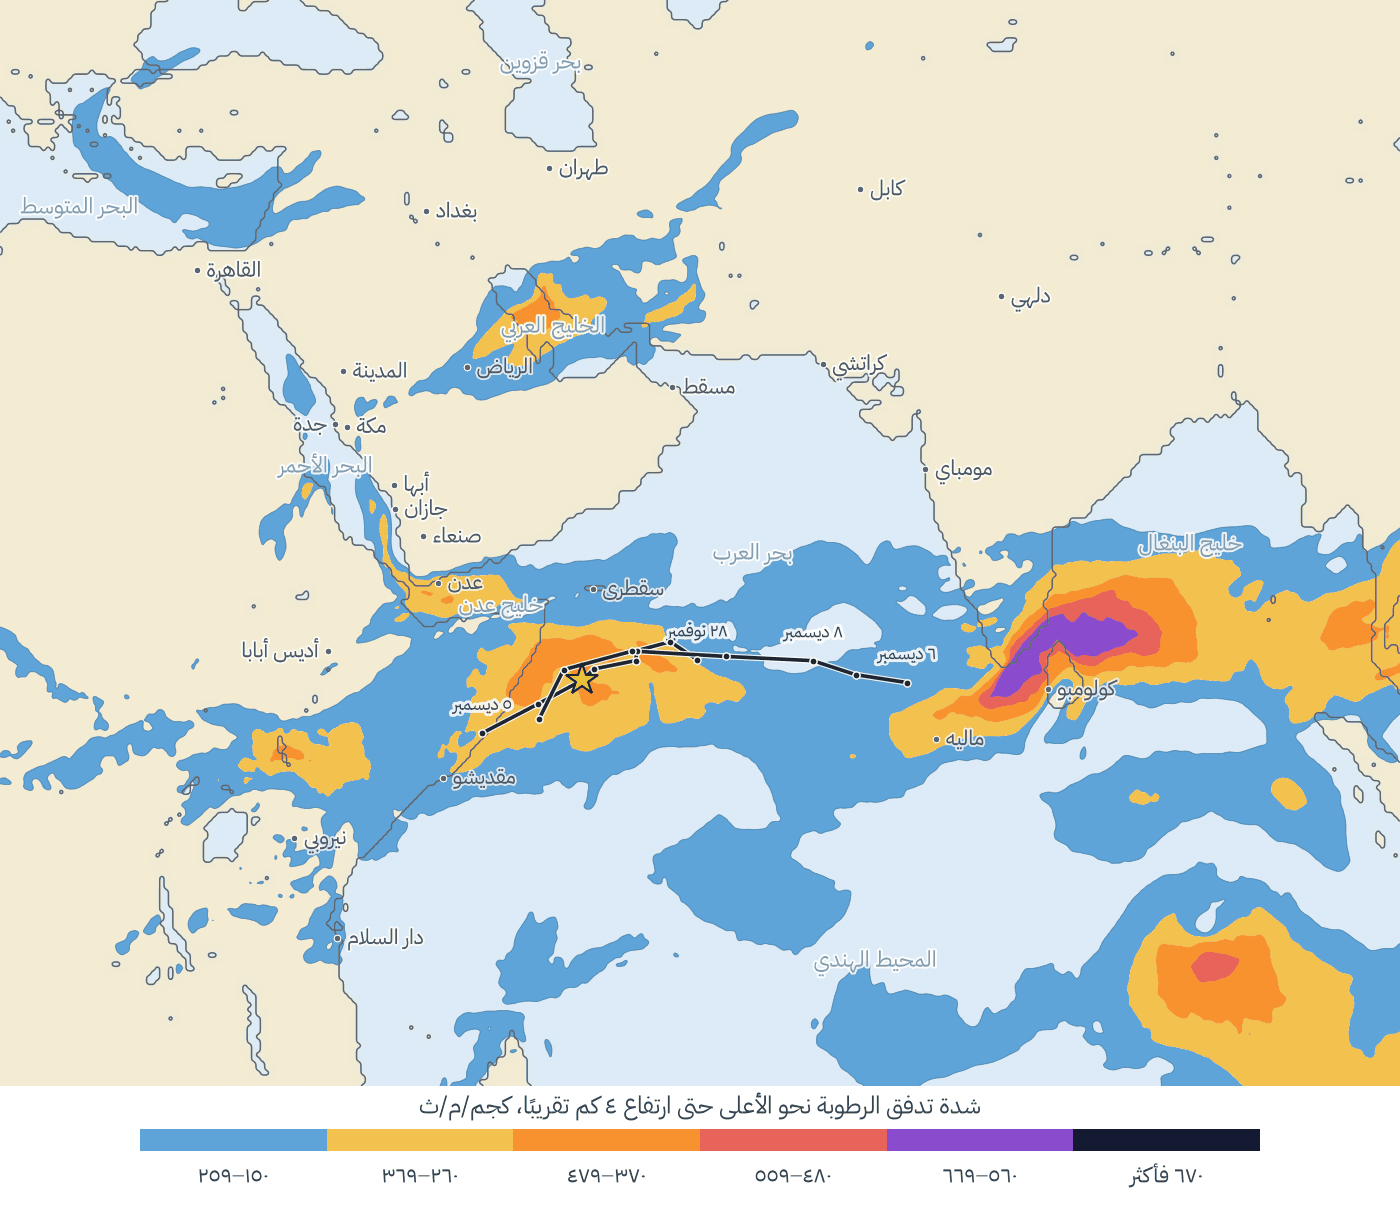 بحر قزوين
طهران
كابل
البحر المتوسط
بغداد
القاهرة
دلهي
الخليج العربي
الرياض
المدينة
كراتشي
مسقط
جدة
مكة
البحر الأحمر
مومباي
أبها
جازان
صنعاء
خليج البنغال
بحر العرب
عدن
سقطرى
خليج عدن
٢٨ نوفمبر
٨ ديسمبر
أديس أبابا
٦ ديسمبر
كولومبو
٥ ديسمبر
ماليه
مقديشو
نيروبي
دار السلام
المحيط الهندي
شدة تدفق الرطوبة نحو الأعلى حتى ارتفاع ٤ كم تقريبًا، كجم/م/ث
١٥٠–٢٥٩
٢٦٠–٣٦٩
٣٧٠–٤٧٩
٤٨٠–٥٥٩
٥٦٠–٦٦٩
٦٧٠ فأكثر